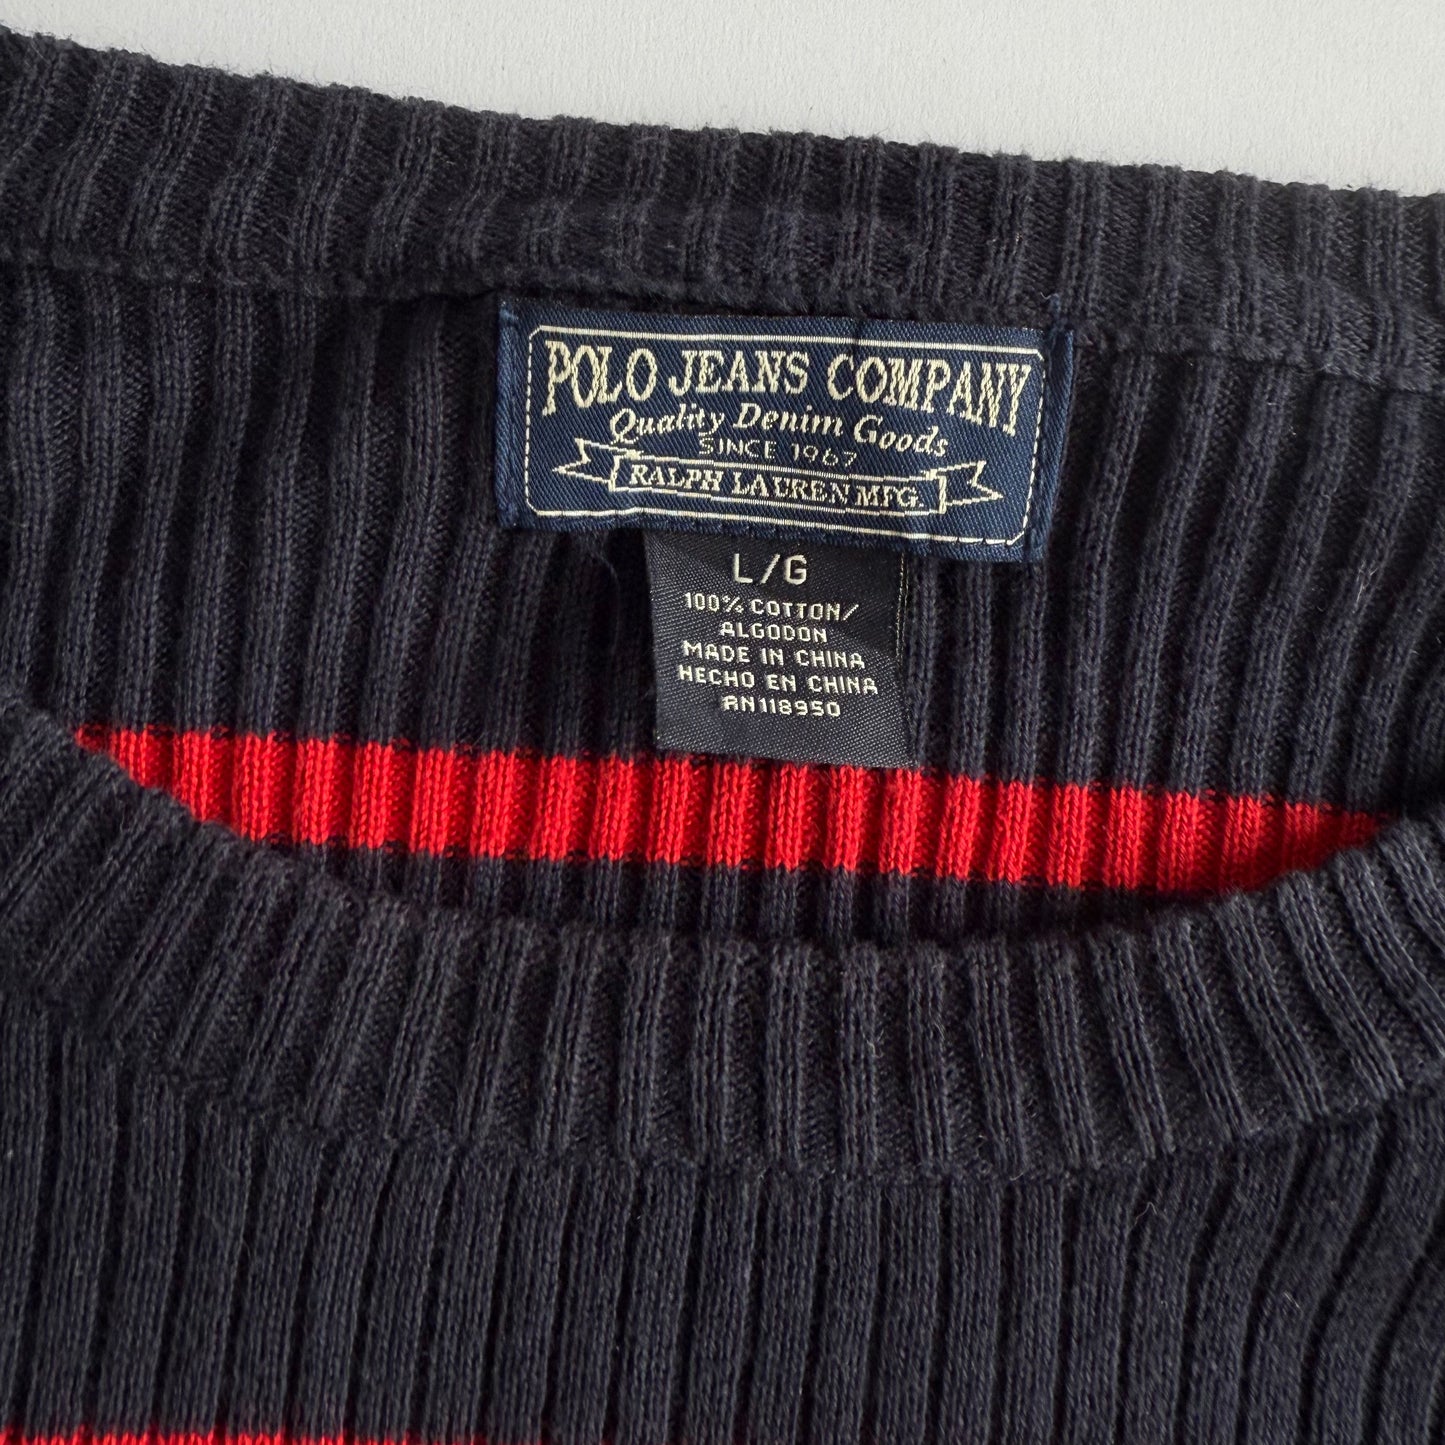 POLO JEANS COMPANY
Quality Denim Goods
SINCE 1967
RALPH LAUREN MFG.
L/G
100% COTTON/
ALGODON
MADE IN CHINA
HECHO EN CHINA
RN118950